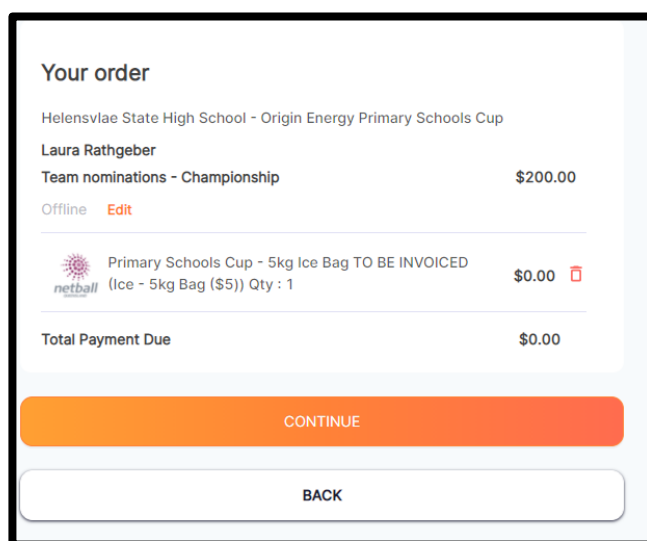 Your order
Helensvlae State High School - Origin Energy Primary Schools Cup
Laura Rathgeber
Team nominations - Championship $200.00
Offline Edit
netball
Primary Schools Cup - 5kg Ice Bag TO BE INVOICED
(Ice - 5kg Bag ($5)) Qty : 1 $0.00
Total Payment Due $0.00
CONTINUE
BACK